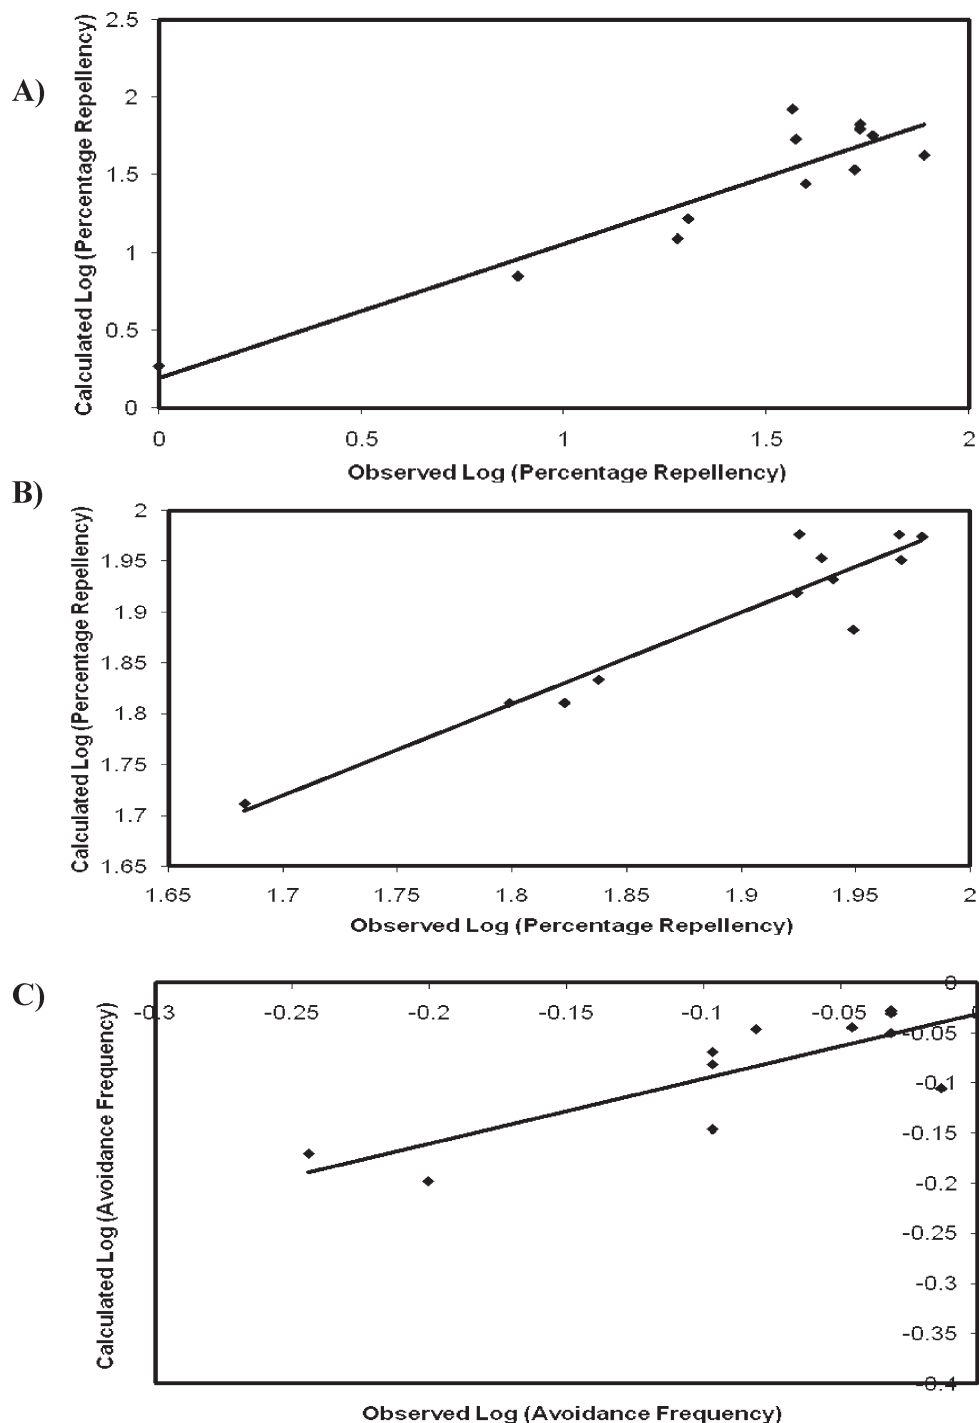 A)
Calculated Log (Percentage Repellency)
2.5
2
1.5
1
0.5
0
0 0.5 1 1.5 2
Observed Log (Percentage Repellency)
B)
Calculated Log (Percentage Repellency)
2
1.95
1.9
1.85
1.8
1.75
1.7
1.65
1.65 1.7 1.75 1.8 1.85 1.9 1.95 2
Observed Log (Percentage Repellency)
C)
Calculated Log (Avoidance Frequency)
0
-0.3 -0.25 -0.2 -0.15 -0.1 -0.05 0
-0.05
-0.1
-0.15
-0.2
-0.25
-0.3
-0.35
-0.4
Observed Log (Avoidance Frequency)